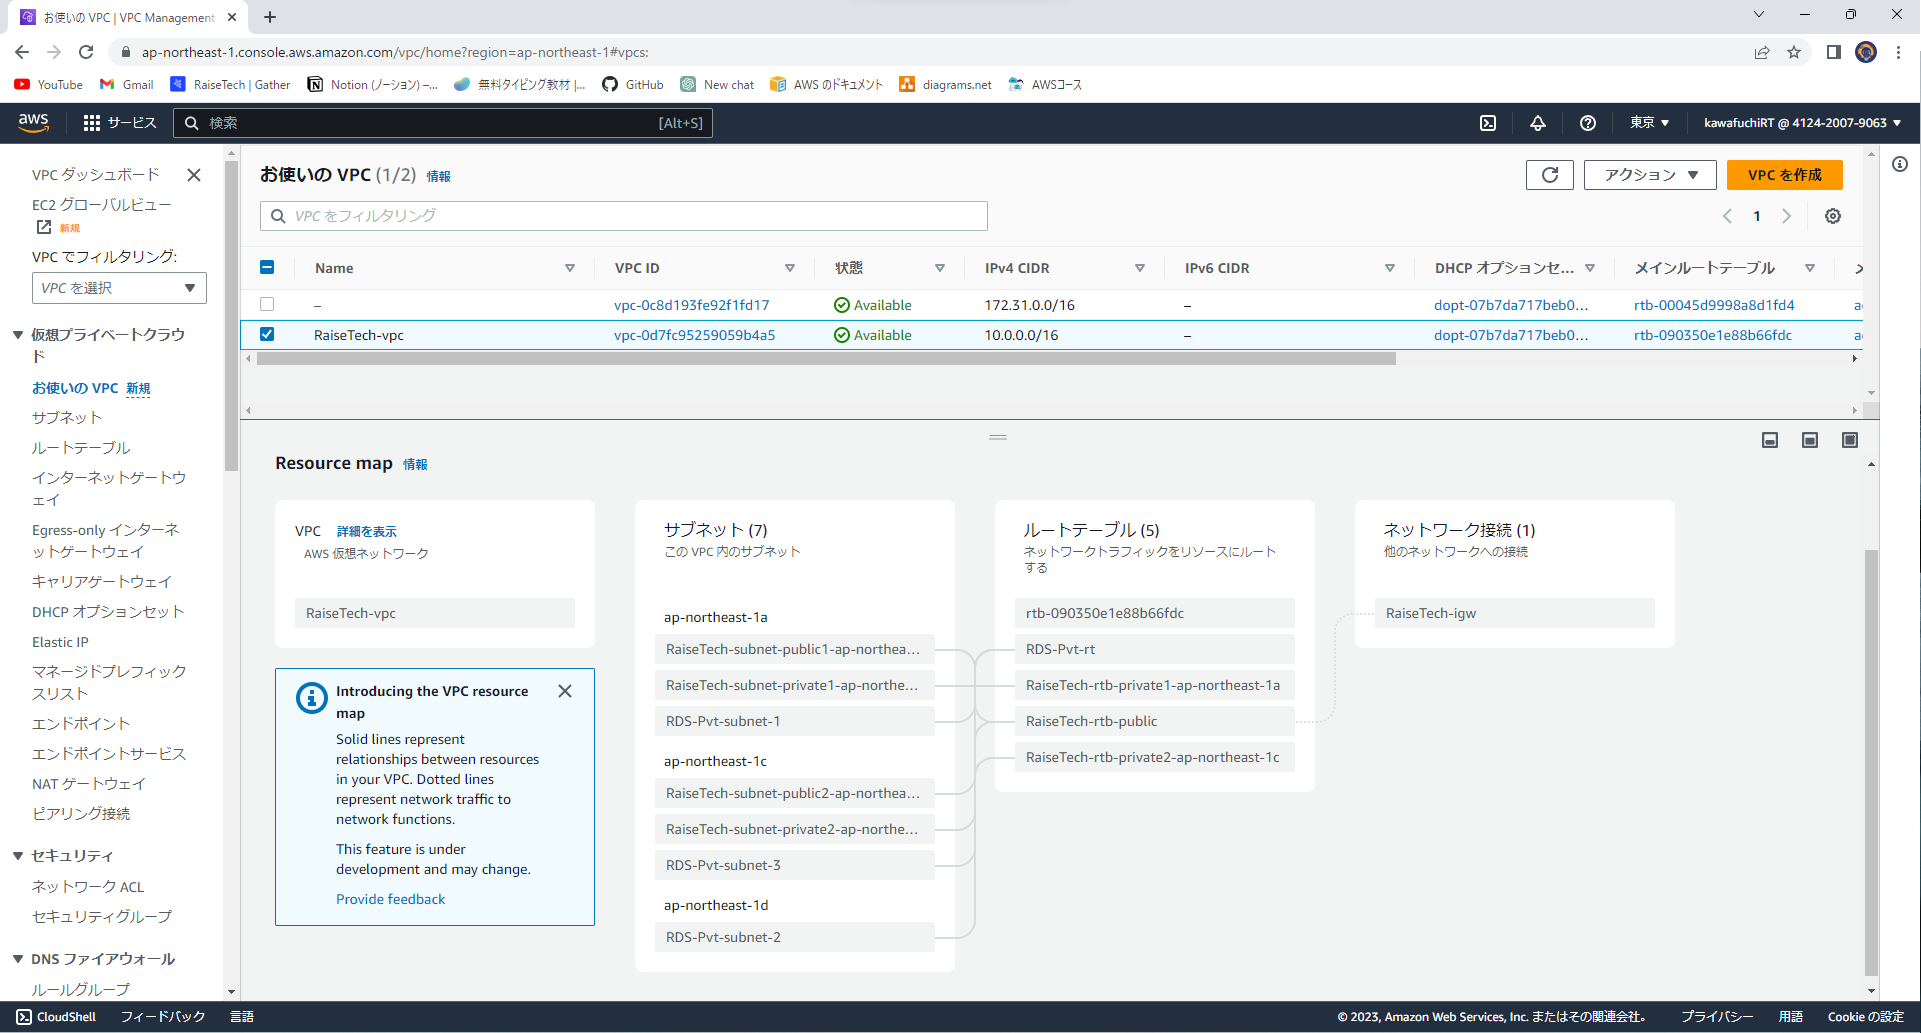 お使いの VPC | VPC Management
ap-northeast-1.console.aws.amazon.com/vpc/home?region=ap-northeast-1#vpcs:
YouTube
Gmail
RaiseTech | Gather
Notion (ノーション) –...
無料タイピング教材 |...
GitHub
New chat
AWS のドキュメント
diagrams.net
AWSコース
aws
サービス
検索
[Alt+S]
東京
kawafuchiRT @ 4124-2007-9063
VPC ダッシュボード
EC2 グローバルビュー
新規
VPC でフィルタリング:
VPC を選択
仮想プライベートクラウ
ド
お使いの VPC 新規
サブネット
ルートテーブル
インターネットゲートウ
ェイ
Egress-only インターネ
ットゲートウェイ
キャリアゲートウェイ
DHCP オプションセット
Elastic IP
マネージドプレフィック
スリスト
エンドポイント
エンドポイントサービス
NAT ゲートウェイ
ピアリング接続
セキュリティ
ネットワーク ACL
セキュリティグループ
DNS ファイアウォール
ルールグループ
お使いの VPC (1/2) 情報
アクション
VPC を作成
VPC をフィルタリング
1
Name
VPC ID
状態
IPv4 CIDR
IPv6 CIDR
DHCP オプションセ...
メインルートテーブル
–
vpc-0c8d193fe92f1fd17
Available
172.31.0.0/16
–
dopt-07b7da717beb0...
rtb-00045d9998a8d1fd4
RaiseTech-vpc
vpc-0d7fc95259059b4a5
Available
10.0.0.0/16
–
dopt-07b7da717beb0...
rtb-090350e1e88b66fdc
Resource map 情報
VPC 詳細を表示
AWS 仮想ネットワーク
RaiseTech-vpc
Introducing the VPC resource
map
Solid lines represent
relationships between resources
in your VPC. Dotted lines
represent network traffic to
network functions.
This feature is under
development and may change.
Provide feedback
サブネット (7)
この VPC 内のサブネット
ap-northeast-1a
RaiseTech-subnet-public1-ap-northea...
RaiseTech-subnet-private1-ap-northe...
RDS-Pvt-subnet-1
ap-northeast-1c
RaiseTech-subnet-public2-ap-northea...
RaiseTech-subnet-private2-ap-northe...
RDS-Pvt-subnet-3
ap-northeast-1d
RDS-Pvt-subnet-2
ルートテーブル (5)
ネットワークトラフィックをリソースにルート
する
rtb-090350e1e88b66fdc
RDS-Pvt-rt
RaiseTech-rtb-private1-ap-northeast-1a
RaiseTech-rtb-public
RaiseTech-rtb-private2-ap-northeast-1c
ネットワーク接続 (1)
他のネットワークへの接続
RaiseTech-igw
CloudShell
フィードバック
言語
© 2023, Amazon Web Services, Inc. またはその関連会社。
プライバシー
用語
Cookie の設定